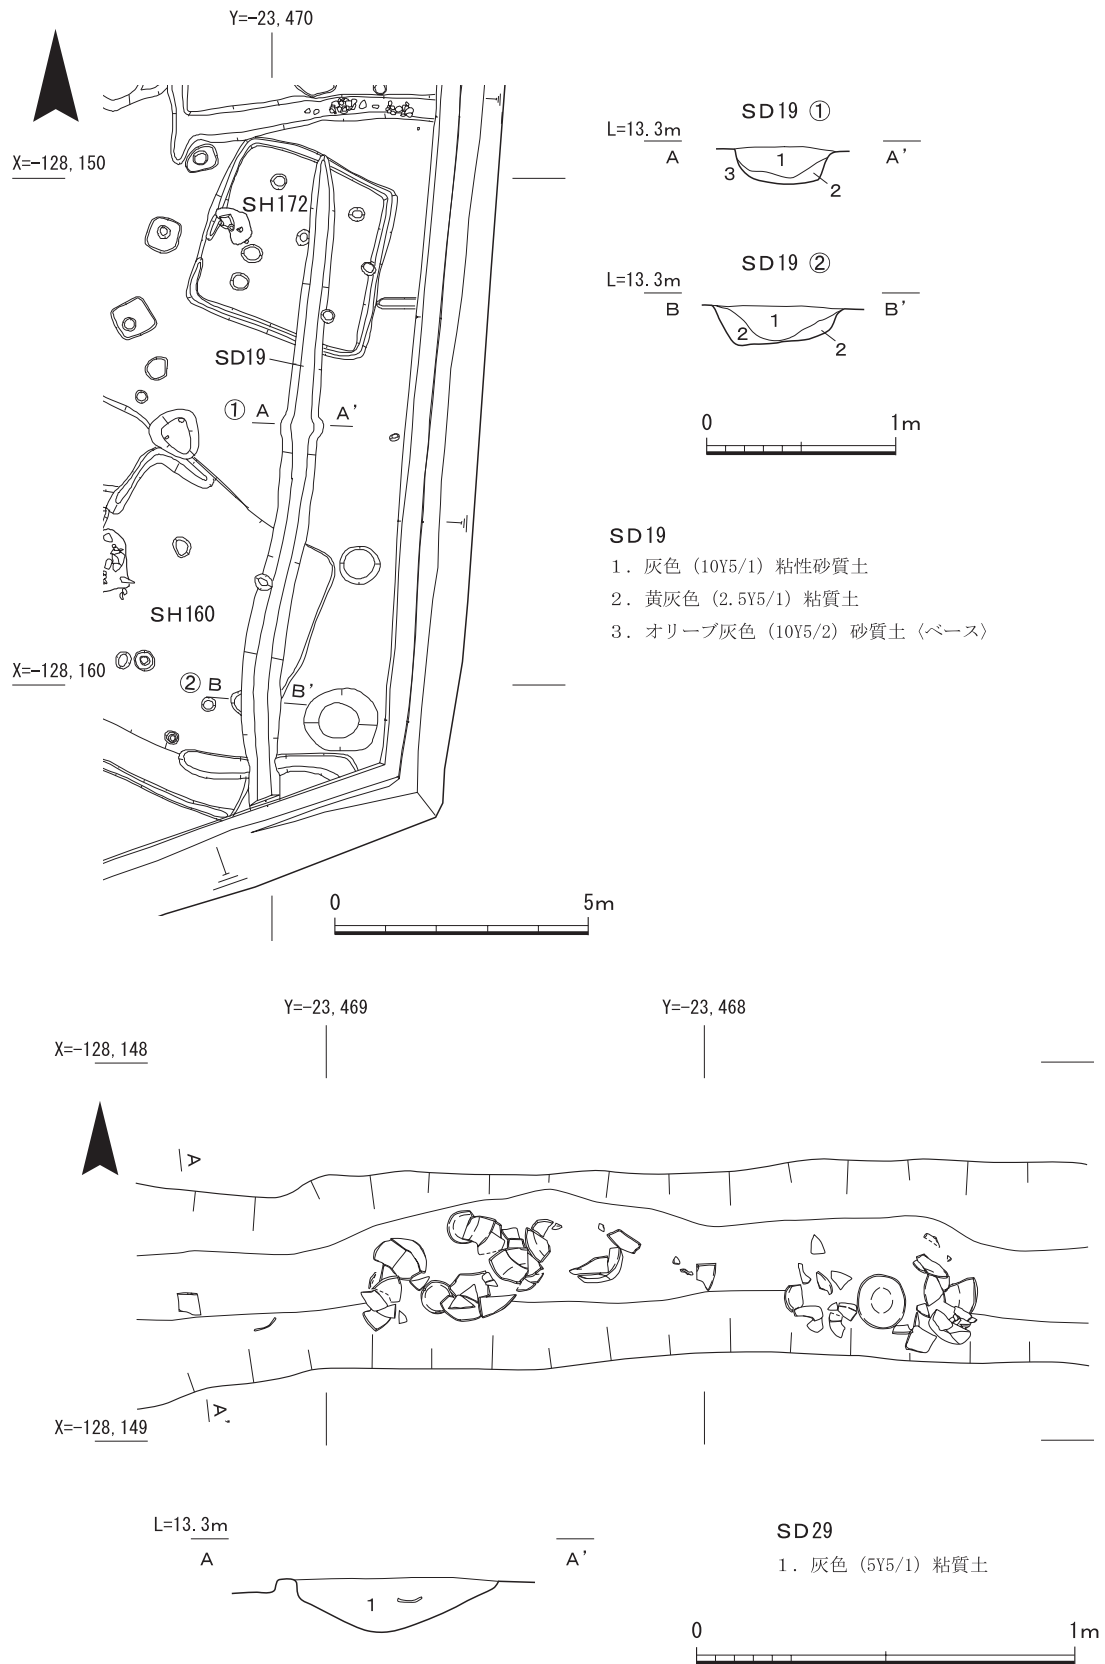 Y=-23,470
X=-128,150
SH172
SD19
① A A'
SH160
X=-128,160
② B B'
0 5m
SD19 ①
L=13.3m
A A'
1
3
2
SD19 ②
L=13.3m
B B'
1
2
2
0 1m
SD19
1．灰色（10Y5/1）粘性砂質土
2．黄灰色（2.5Y5/1）粘質土
3．オリーブ灰色（10Y5/2）砂質土〈ベース〉
Y=-23,469 Y=-23,468
X=-128,148
A
A'
X=-128,149
L=13.3m
A A'
1
SD29
1．灰色（5Y5/1）粘質土
0 1m